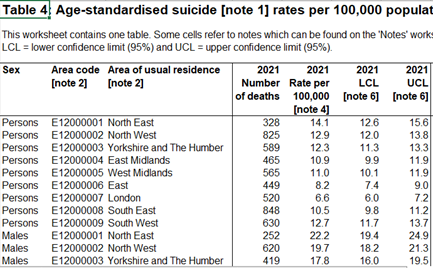 Table 4: Age-standardised suicide [note 1] rates per 100,000 populat
This worksheet contains one table. Some cells refer to notes which can be found on the 'Notes' works
LCL = lower confidence limit (95%) and UCL = upper confidence limit (95%).
Sex Area code [note 2] Area of usual residence [note 2] 2021 Number of deaths 2021 Rate per 100,000 [note 4] 2021 LCL [note 6] 2021 UCL [note 6]
Persons E12000001 North East 328 14.1 12.6 15.6
Persons E12000002 North West 825 12.9 12.0 13.8
Persons E12000003 Yorkshire and The Humber 589 12.3 11.3 13.3
Persons E12000004 East Midlands 465 10.9 9.9 11.9
Persons E12000005 West Midlands 565 11.0 10.1 11.9
Persons E12000006 East 449 8.2 7.4 9.0
Persons E12000007 London 520 6.6 6.0 7.2
Persons E12000008 South East 848 10.5 9.8 11.2
Persons E12000009 South West 630 12.7 11.7 13.7
Males E12000001 North East 252 22.2 19.4 24.9
Males E12000002 North West 620 19.7 18.2 21.3
Males E12000003 Yorkshire and The Humber 419 17.8 16.0 19.5